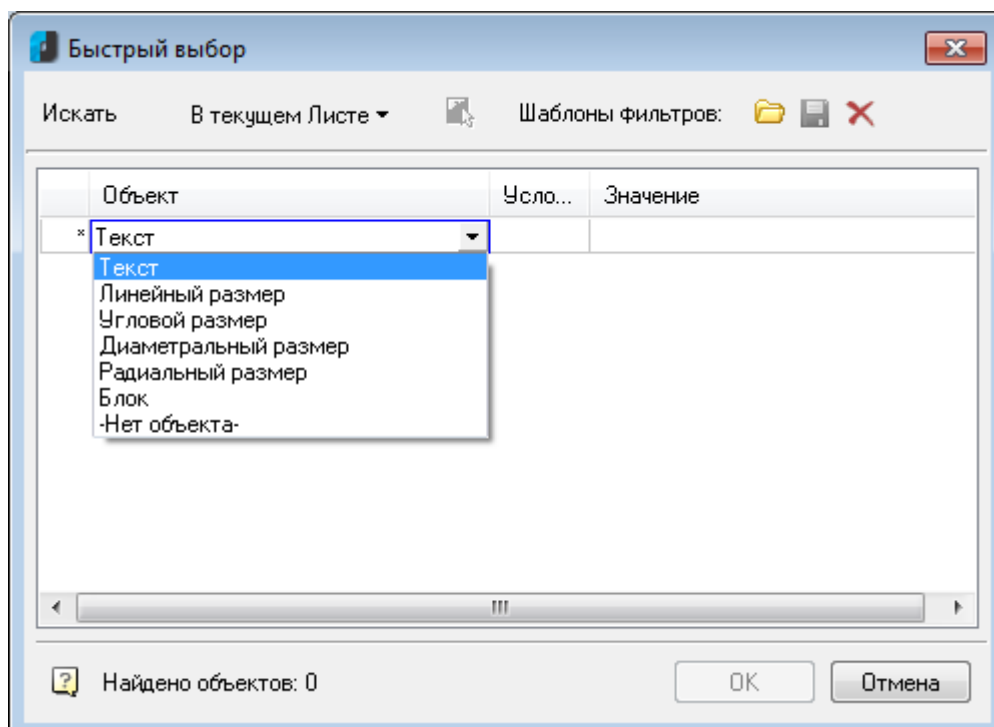 Быстрый выбор
Искать В текущем Листе Шаблоны фильтров:
Объект Усло... Значение
* Текст
Текст
Линейный размер
Угловой размер
Диаметральный размер
Радиальный размер
Блок
-Нет объекта-
Найдено объектов: 0 OK Отмена